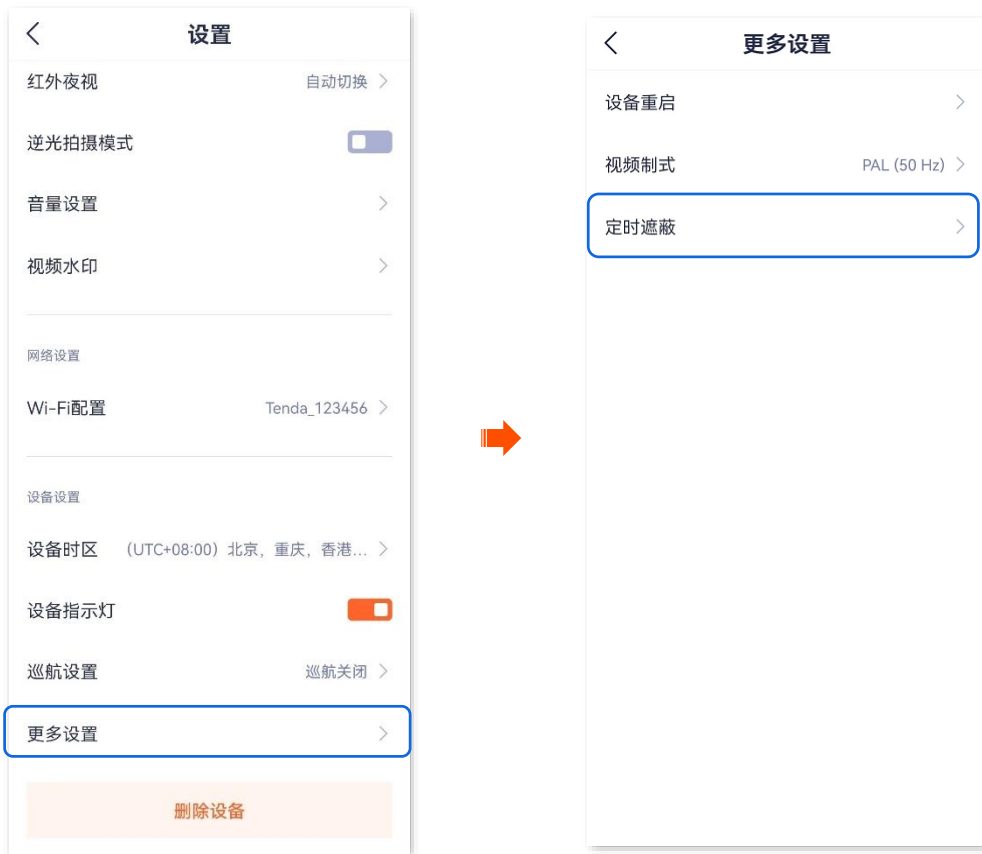 设置
红外夜视 自动切换
逆光拍摄模式
音量设置
视频水印
网络设置
Wi-Fi配置 Tenda_123456
设备设置
设备时区 (UTC+08:00) 北京, 重庆, 香港...
设备指示灯
巡航设置 巡航关闭
更多设置
删除设备
更多设置
设备重启
视频制式 PAL (50 Hz)
定时遮蔽